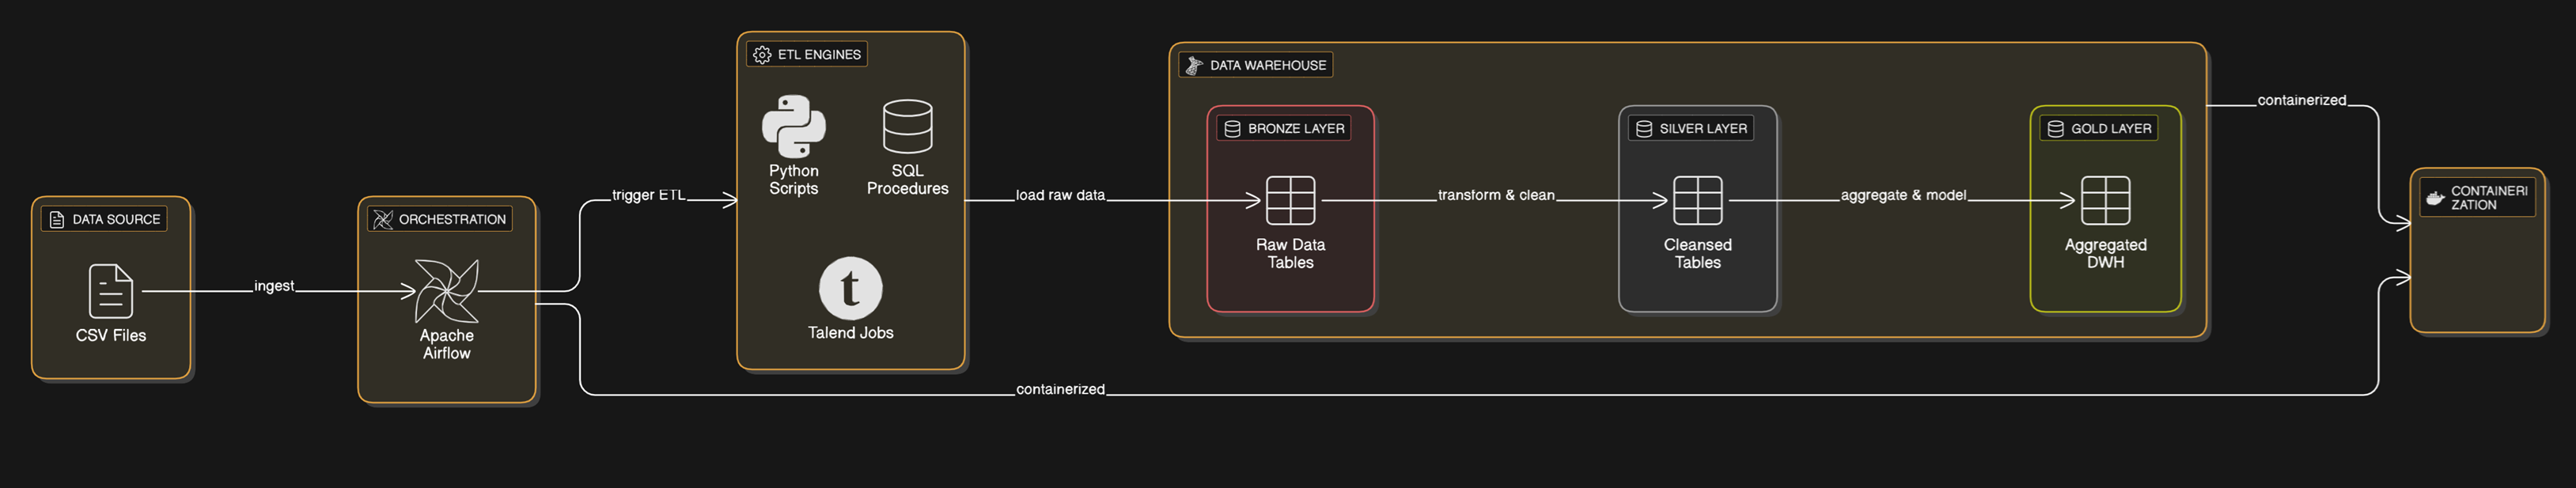 DATA SOURCE
CSV Files
ingest
ORCHESTRATION
Apache
Airflow
trigger ETL
containerized
ETL ENGINES
Python
Scripts
SQL
Procedures
t
Talend Jobs
load raw data
DATA WAREHOUSE
BRONZE LAYER
Raw Data
Tables
transform & clean
SILVER LAYER
Cleansed
Tables
aggregate & model
GOLD LAYER
Aggregated
DWH
containerized
CONTAINERI
ZATION